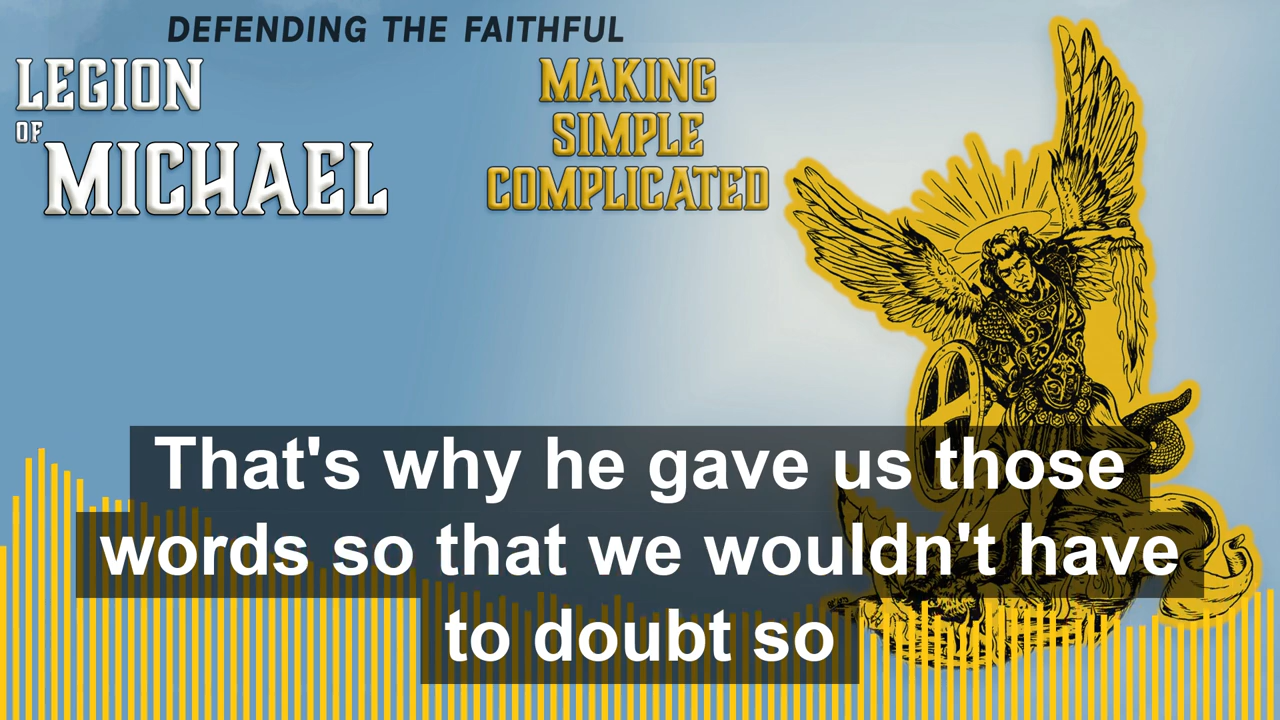 DEFENDING THE FAITHFUL
LEGION
OF
MICHAEL
MAKING
SIMPLE
COMPLICATED
That's why he gave us those
words so that we wouldn't have
to doubt so